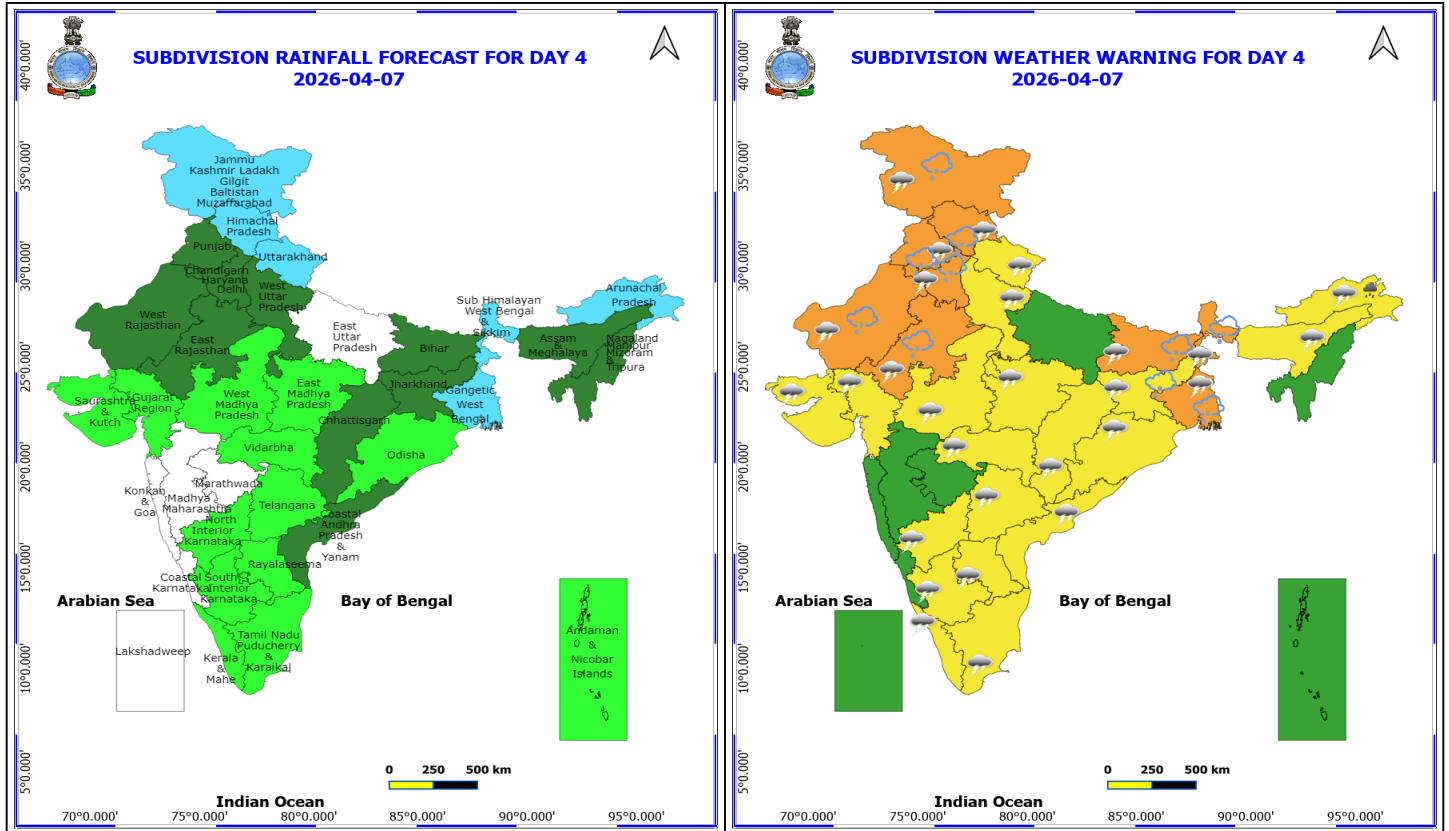 SUBDIVISION RAINFALL FORECAST FOR DAY 4
2026-04-07
40°0.000'
35°0.000'
30°0.000'
25°0.000'
20°0.000'
15°0.000'
10°0.000'
5°0.000'
Jammu
Kashmir Ladakh
Gilgit
Baltistan
Muzaffarabad
Himachal
Pradesh
Punjab
Uttarakhand
Chandigarh
Haryana
Delhi
West
Uttar
Pradesh
West
Rajasthan
East
Rajasthan
East
Uttar
Pradesh
Sub Himalayan
West Bengal
&
Sikkim
Arunachal
Pradesh
Bihar
Assam
&
Meghalaya
Nagaland
Manipur
Mizoram
&
Tripura
Jharkhand
Gangetic
West
Bengal
Saurashtra
&
Kutch
Gujarat
Region
West
Madhya
Pradesh
East
Madhya
Pradesh
Chhattisgarh
Vidarbha
Odisha
Konkan
&
Goa
Madhya
Maharashtra
Marathwada
Telangana
North
Interior
Karnataka
Coastal
Andhra
Pradesh
&
Yanam
Rayalaseema
Coastal
Karnataka
South
Interior
Karnataka
Arabian Sea
Bay of Bengal
Lakshadweep
Kerala
&
Mahe
Tamil Nadu
Puducherry
&
Karaikal
Andaman
&
Nicobar
Islands
0 250 500 km
Indian Ocean
70°0.000' 75°0.000' 80°0.000' 85°0.000' 90°0.000' 95°0.000'
SUBDIVISION WEATHER WARNING FOR DAY 4
2026-04-07
40°0.000'
35°0.000'
30°0.000'
25°0.000'
20°0.000'
15°0.000'
10°0.000'
5°0.000'
Arabian Sea
Bay of Bengal
0 250 500 km
Indian Ocean
70°0.000' 75°0.000' 80°0.000' 85°0.000' 90°0.000' 95°0.000'